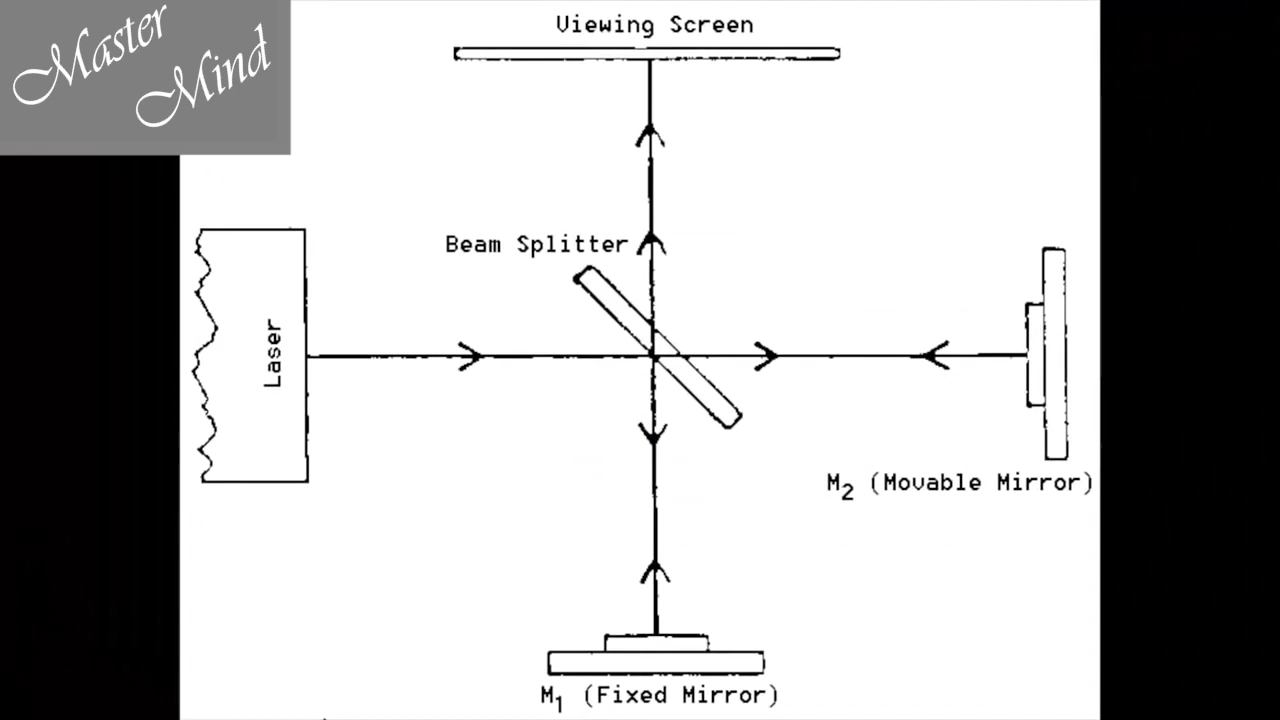 Master
Mind
Viewing Screen
Beam Splitter
Laser
M₂ (Movable Mirror)
M₁ (Fixed Mirror)